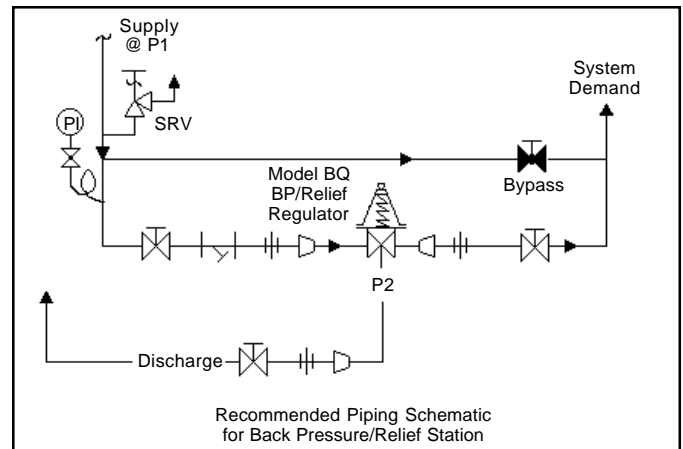 Supply
@ P1
System
Demand
SRV
PI
Model BQ
BP/Relief
Regulator
Bypass
P2
Discharge
Recommended Piping Schematic
for Back Pressure/Relief Station